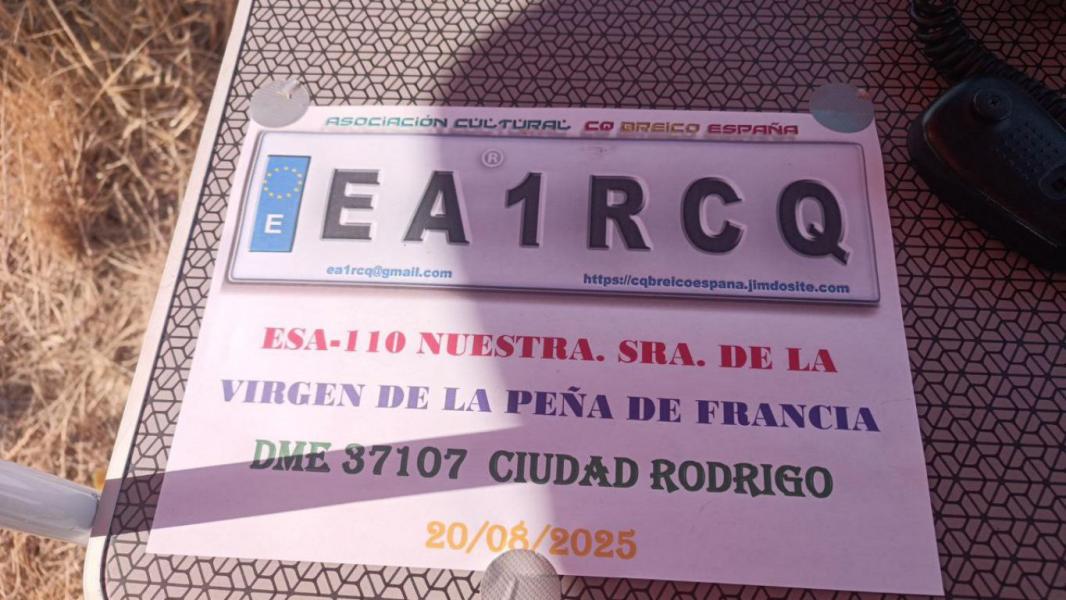 ASOCIACIÓN CULTURAL CQ BREICO ESPAÑA
®
E EA1RCQ
ea1rcq@gmail.com https://cqbreicoespana.jimdosite.com
ESA-110 NUESTRA. SRA. DE LA
VIRGEN DE LA PEÑA DE FRANCIA
DME 37107 CIUDAD RODRIGO
20/08/2025